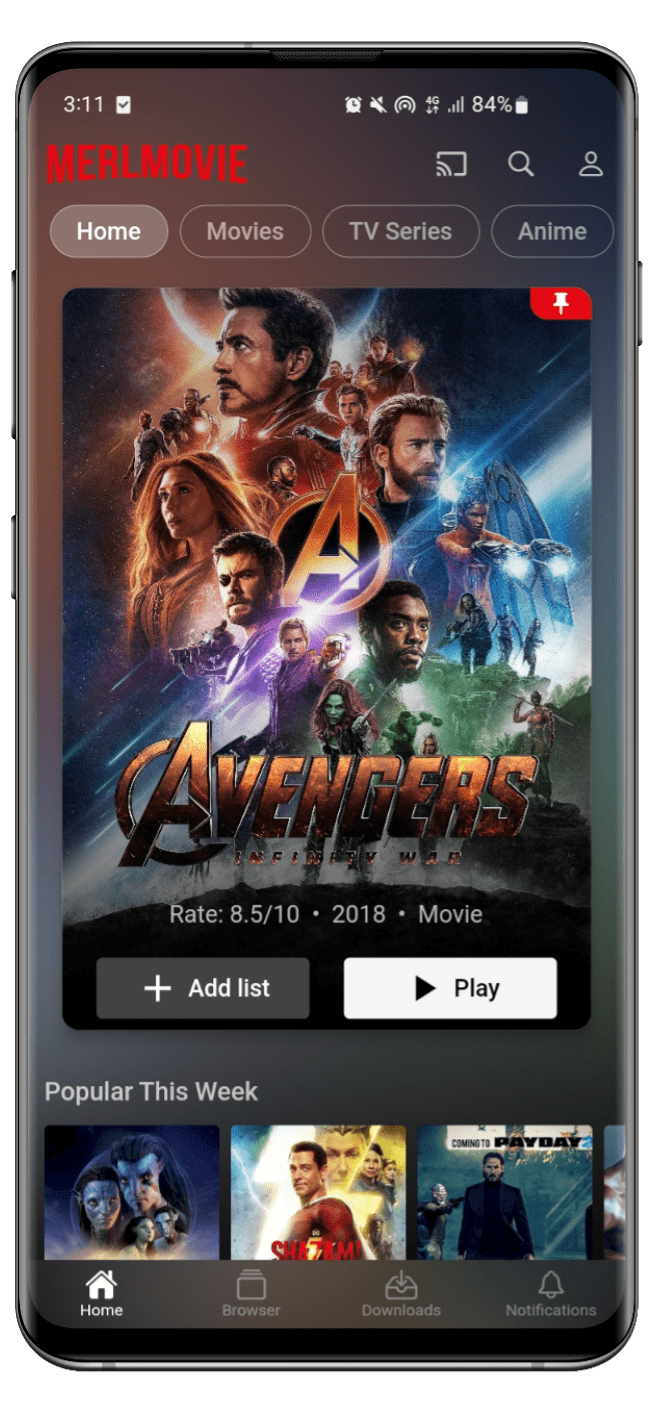 3:11 4G 84%
MERLMOVIE
Home Movies TV Series Anime
A
AVENGERS
INFINITY WAR
Rate: 8.5/10 • 2018 • Movie
Add list Play
Popular This Week
COMING TO PAYDAY 2
SHAZAM!
Home Browser Downloads Notifications